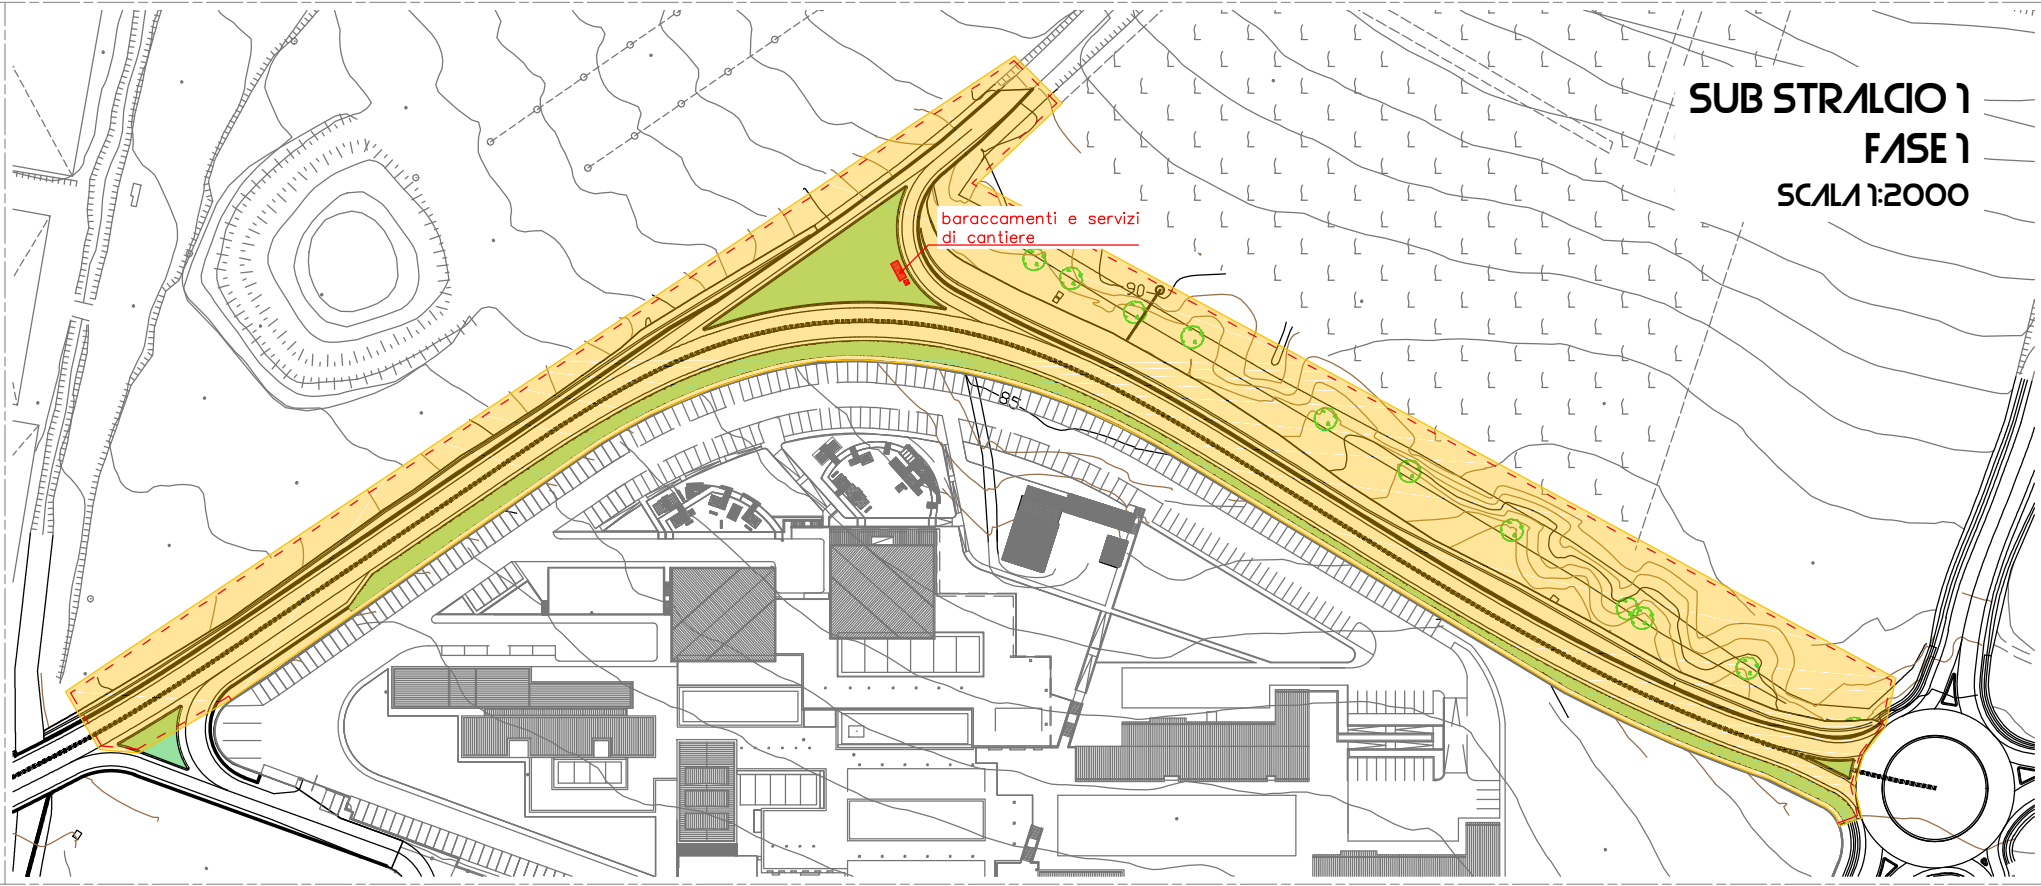 SUB STRALCIO 1
FASE 1
SCALA 1:2000
baraccamenti e servizi
di cantiere
90
85